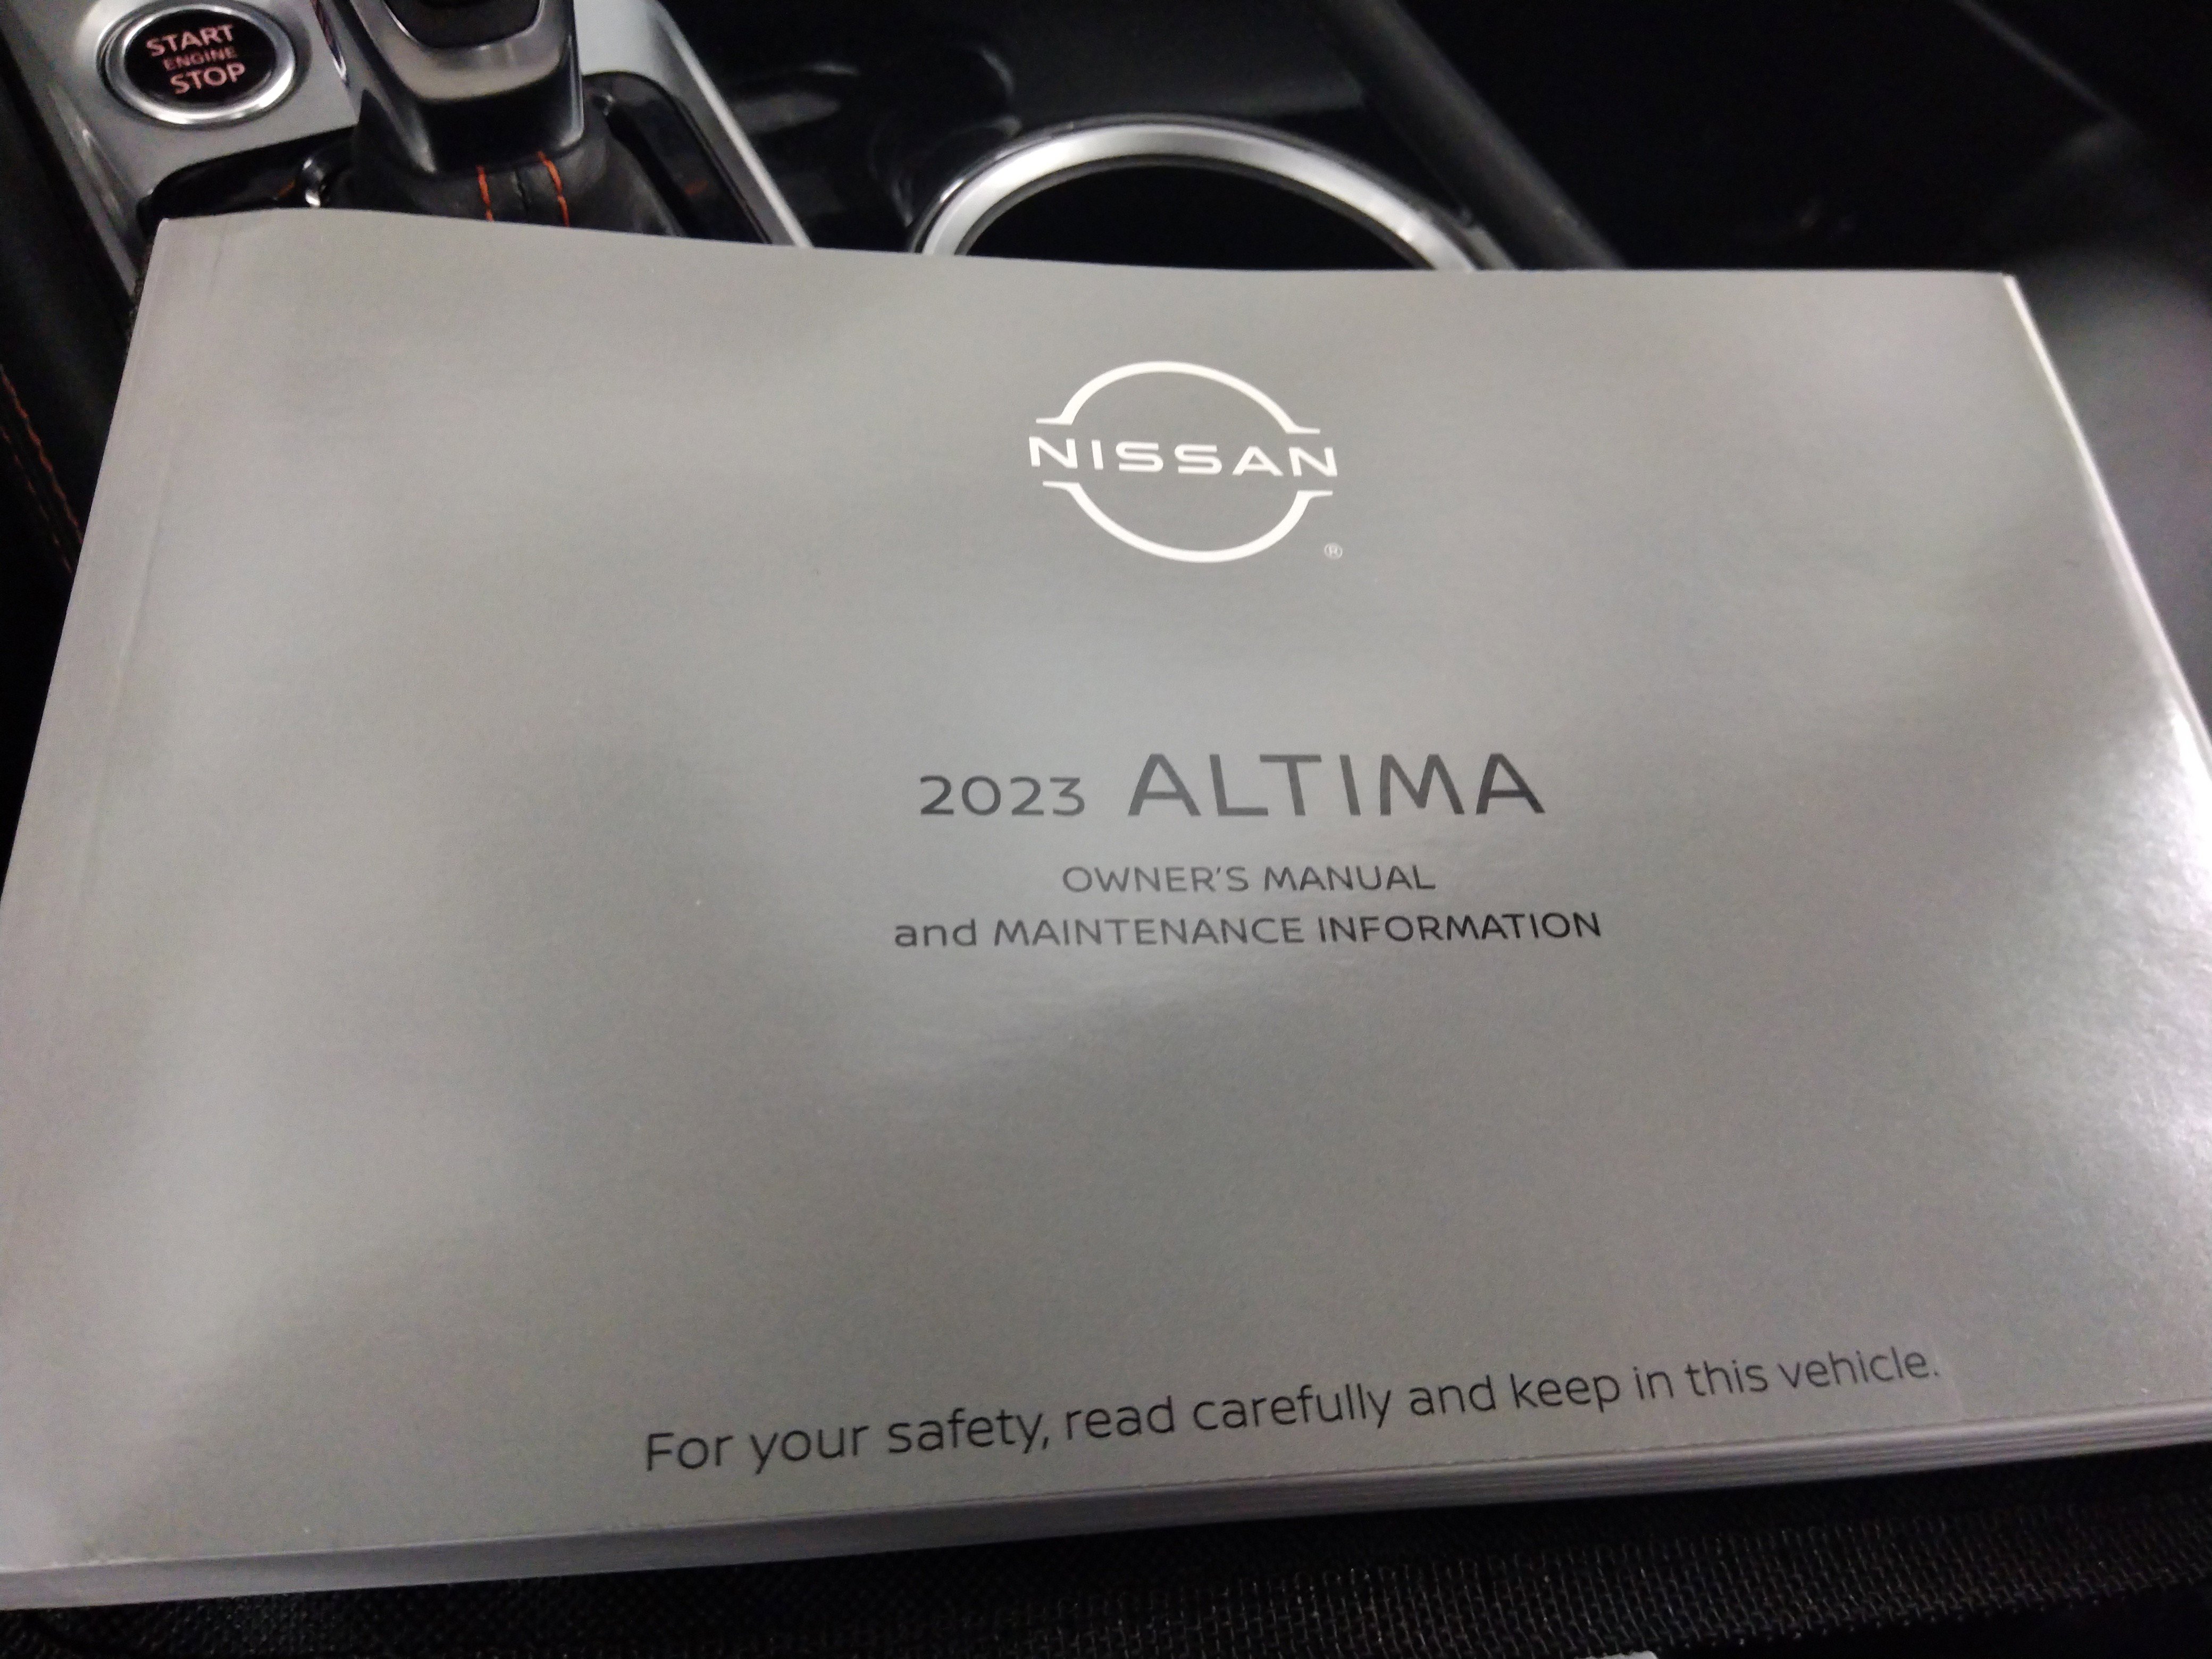 START
ENGINE
STOP
NISSAN
®
2023 ALTIMA
OWNER'S MANUAL
and MAINTENANCE INFORMATION
For your safety, read carefully and keep in this vehicle.